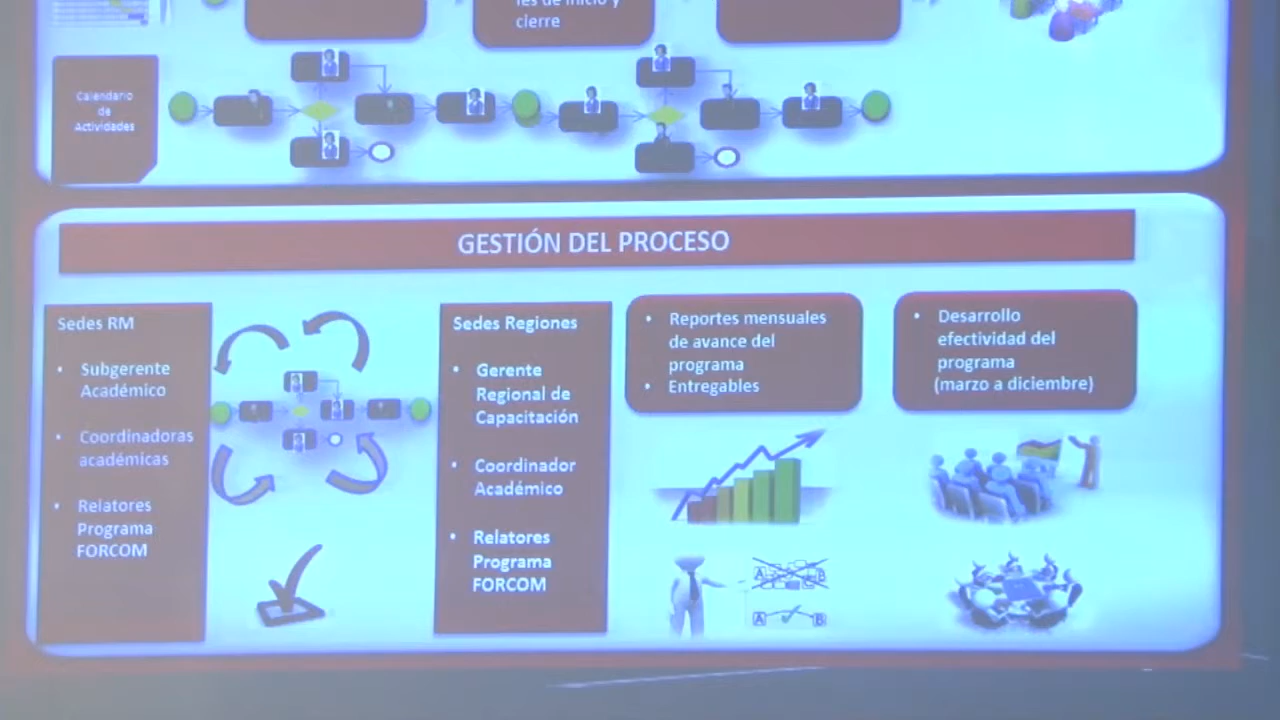 de inicio y
cierre
Calendario
de
Actividades
GESTIÓN DEL PROCESO
Sedes RM
• Subgerente
Académico
• Coordinadoras
académicas
• Relatores
Programa
FORCOM
Sedes Regiones
• Gerente
Regional de
Capacitación
• Coordinador
Académico
• Relatores
Programa
FORCOM
• Reportes mensuales
de avance del
programa
• Entregables
• Desarrollo
efectividad del
programa
(marzo a diciembre)
A B
A B